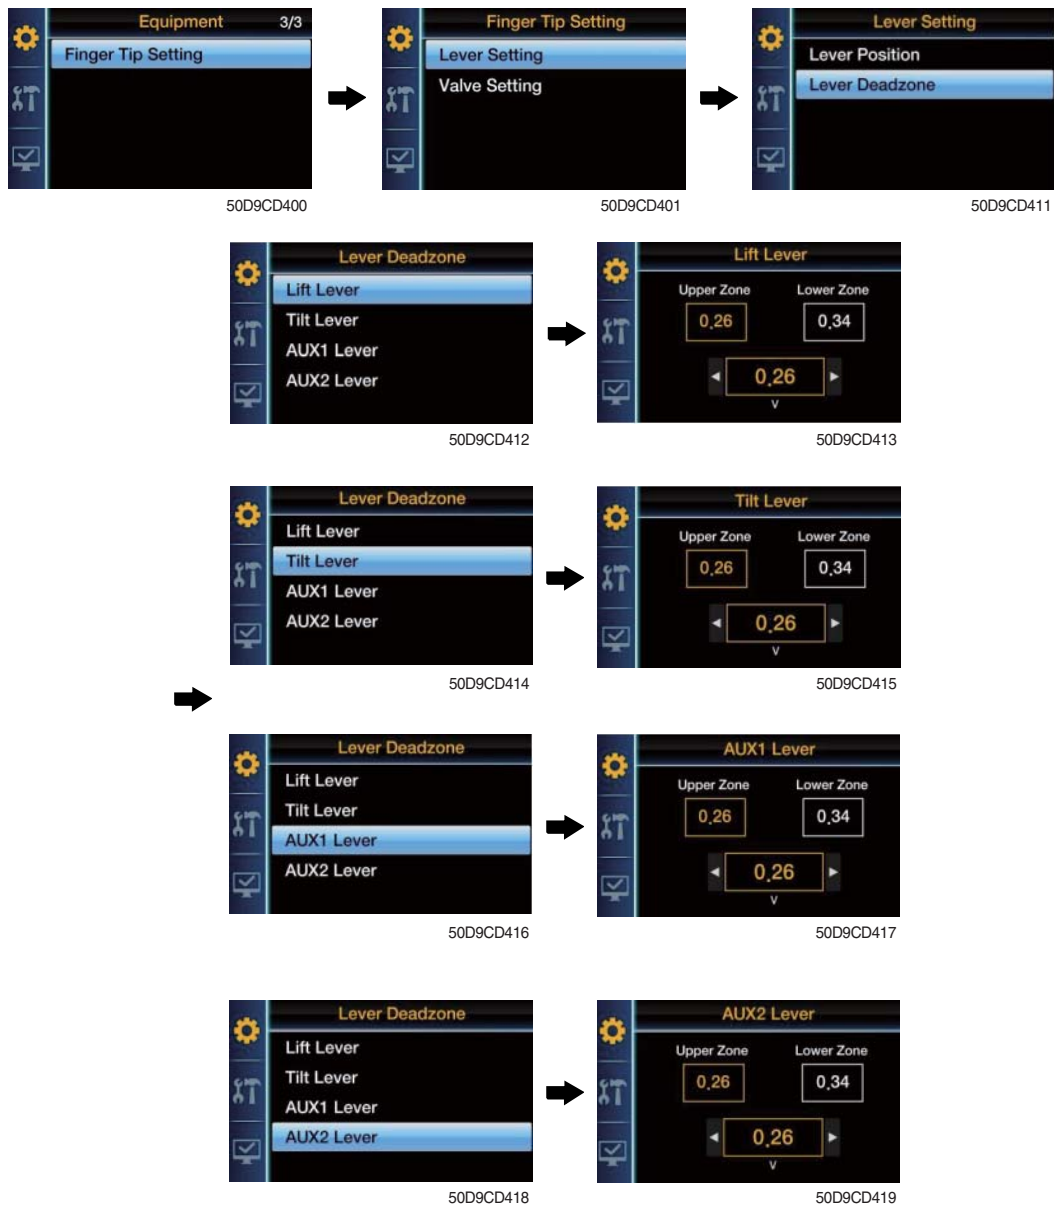 Equipment 3/3
Finger Tip Setting
50D9CD400
Finger Tip Setting
Lever Setting
Valve Setting
50D9CD401
Lever Setting
Lever Position
Lever Deadzone
50D9CD411
Lever Deadzone
Lift Lever
Tilt Lever
AUX1 Lever
AUX2 Lever
50D9CD412
Lift Lever
Upper Zone Lower Zone
0.26 0.34
0.26
50D9CD413
Lever Deadzone
Lift Lever
Tilt Lever
AUX1 Lever
AUX2 Lever
50D9CD414
Tilt Lever
Upper Zone Lower Zone
0.26 0.34
0.26
50D9CD415
Lever Deadzone
Lift Lever
Tilt Lever
AUX1 Lever
AUX2 Lever
50D9CD416
AUX1 Lever
Upper Zone Lower Zone
0.26 0.34
0.26
50D9CD417
Lever Deadzone
Lift Lever
Tilt Lever
AUX1 Lever
AUX2 Lever
50D9CD418
AUX2 Lever
Upper Zone Lower Zone
0.26 0.34
0.26
50D9CD419